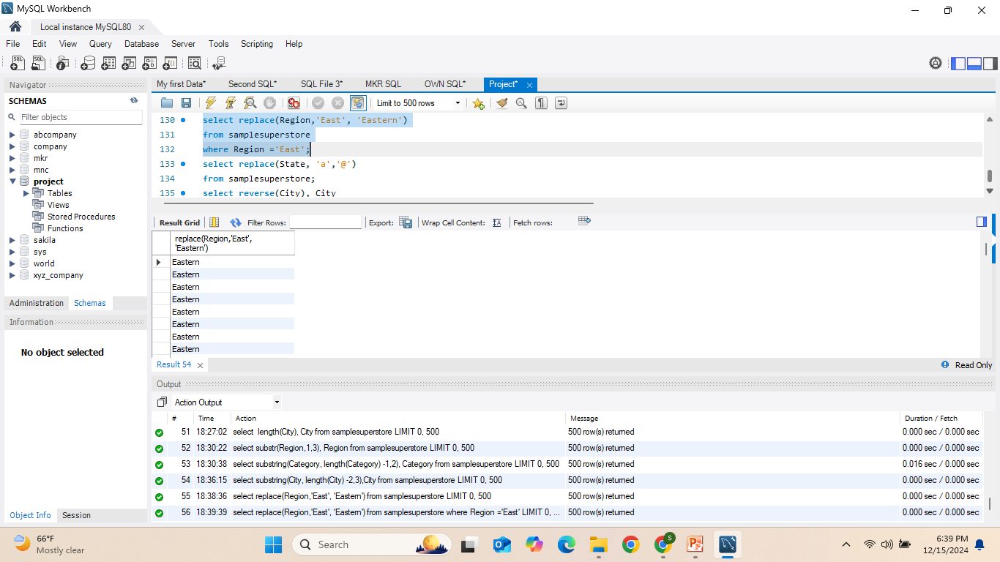 MySQL Workbench
Local instance MySQL80
File Edit View Query Database Server Tools Scripting Help
Navigator
SCHEMAS
Filter objects
abcompany
company
mkr
mnc
project
Tables
Views
Stored Procedures
Functions
sakila
sys
world
xyz_company
Administration Schemas
Information
No object selected
Object Info Session
My first Data* Second SQL* SQL File 3* MKR SQL OWN SQL* Project*
Limit to 500 rows
130 select replace(Region,'East', 'Eastern')
131 from samplesuperstore
132 where Region ='East';
133 select replace(State, 'a','@')
134 from samplesuperstore;
135 select reverse(City), City
Result Grid Filter Rows: Export: Wrap Cell Content: Fetch rows:
replace(Region,'East',
'Eastern')
Eastern
Eastern
Eastern
Eastern
Eastern
Eastern
Eastern
Eastern
Result 54 Read Only
Output
Action Output
# Time Action Message Duration / Fetch
51 18:27:02 select length(City), City from samplesuperstore LIMIT 0, 500 500 row(s) returned 0.000 sec / 0.000 sec
52 18:30:22 select substr(Region,1,3), Region from samplesuperstore LIMIT 0, 500 500 row(s) returned 0.000 sec / 0.000 sec
53 18:30:38 select substring(Category, length(Category) -1,2), Category from samplesuperstore LIMIT 0, 500 500 row(s) returned 0.016 sec / 0.000 sec
54 18:36:15 select substring(City, length(City) -2,3),City from samplesuperstore LIMIT 0, 500 500 row(s) returned 0.000 sec / 0.000 sec
55 18:38:36 select replace(Region,'East', 'Eastern') from samplesuperstore LIMIT 0, 500 500 row(s) returned 0.000 sec / 0.000 sec
56 18:39:39 select replace(Region,'East', 'Eastern') from samplesuperstore where Region ='East' LIMIT 0, ... 500 row(s) returned 0.000 sec / 0.000 sec
66°F
Mostly clear
Search
6:39 PM
12/15/2024